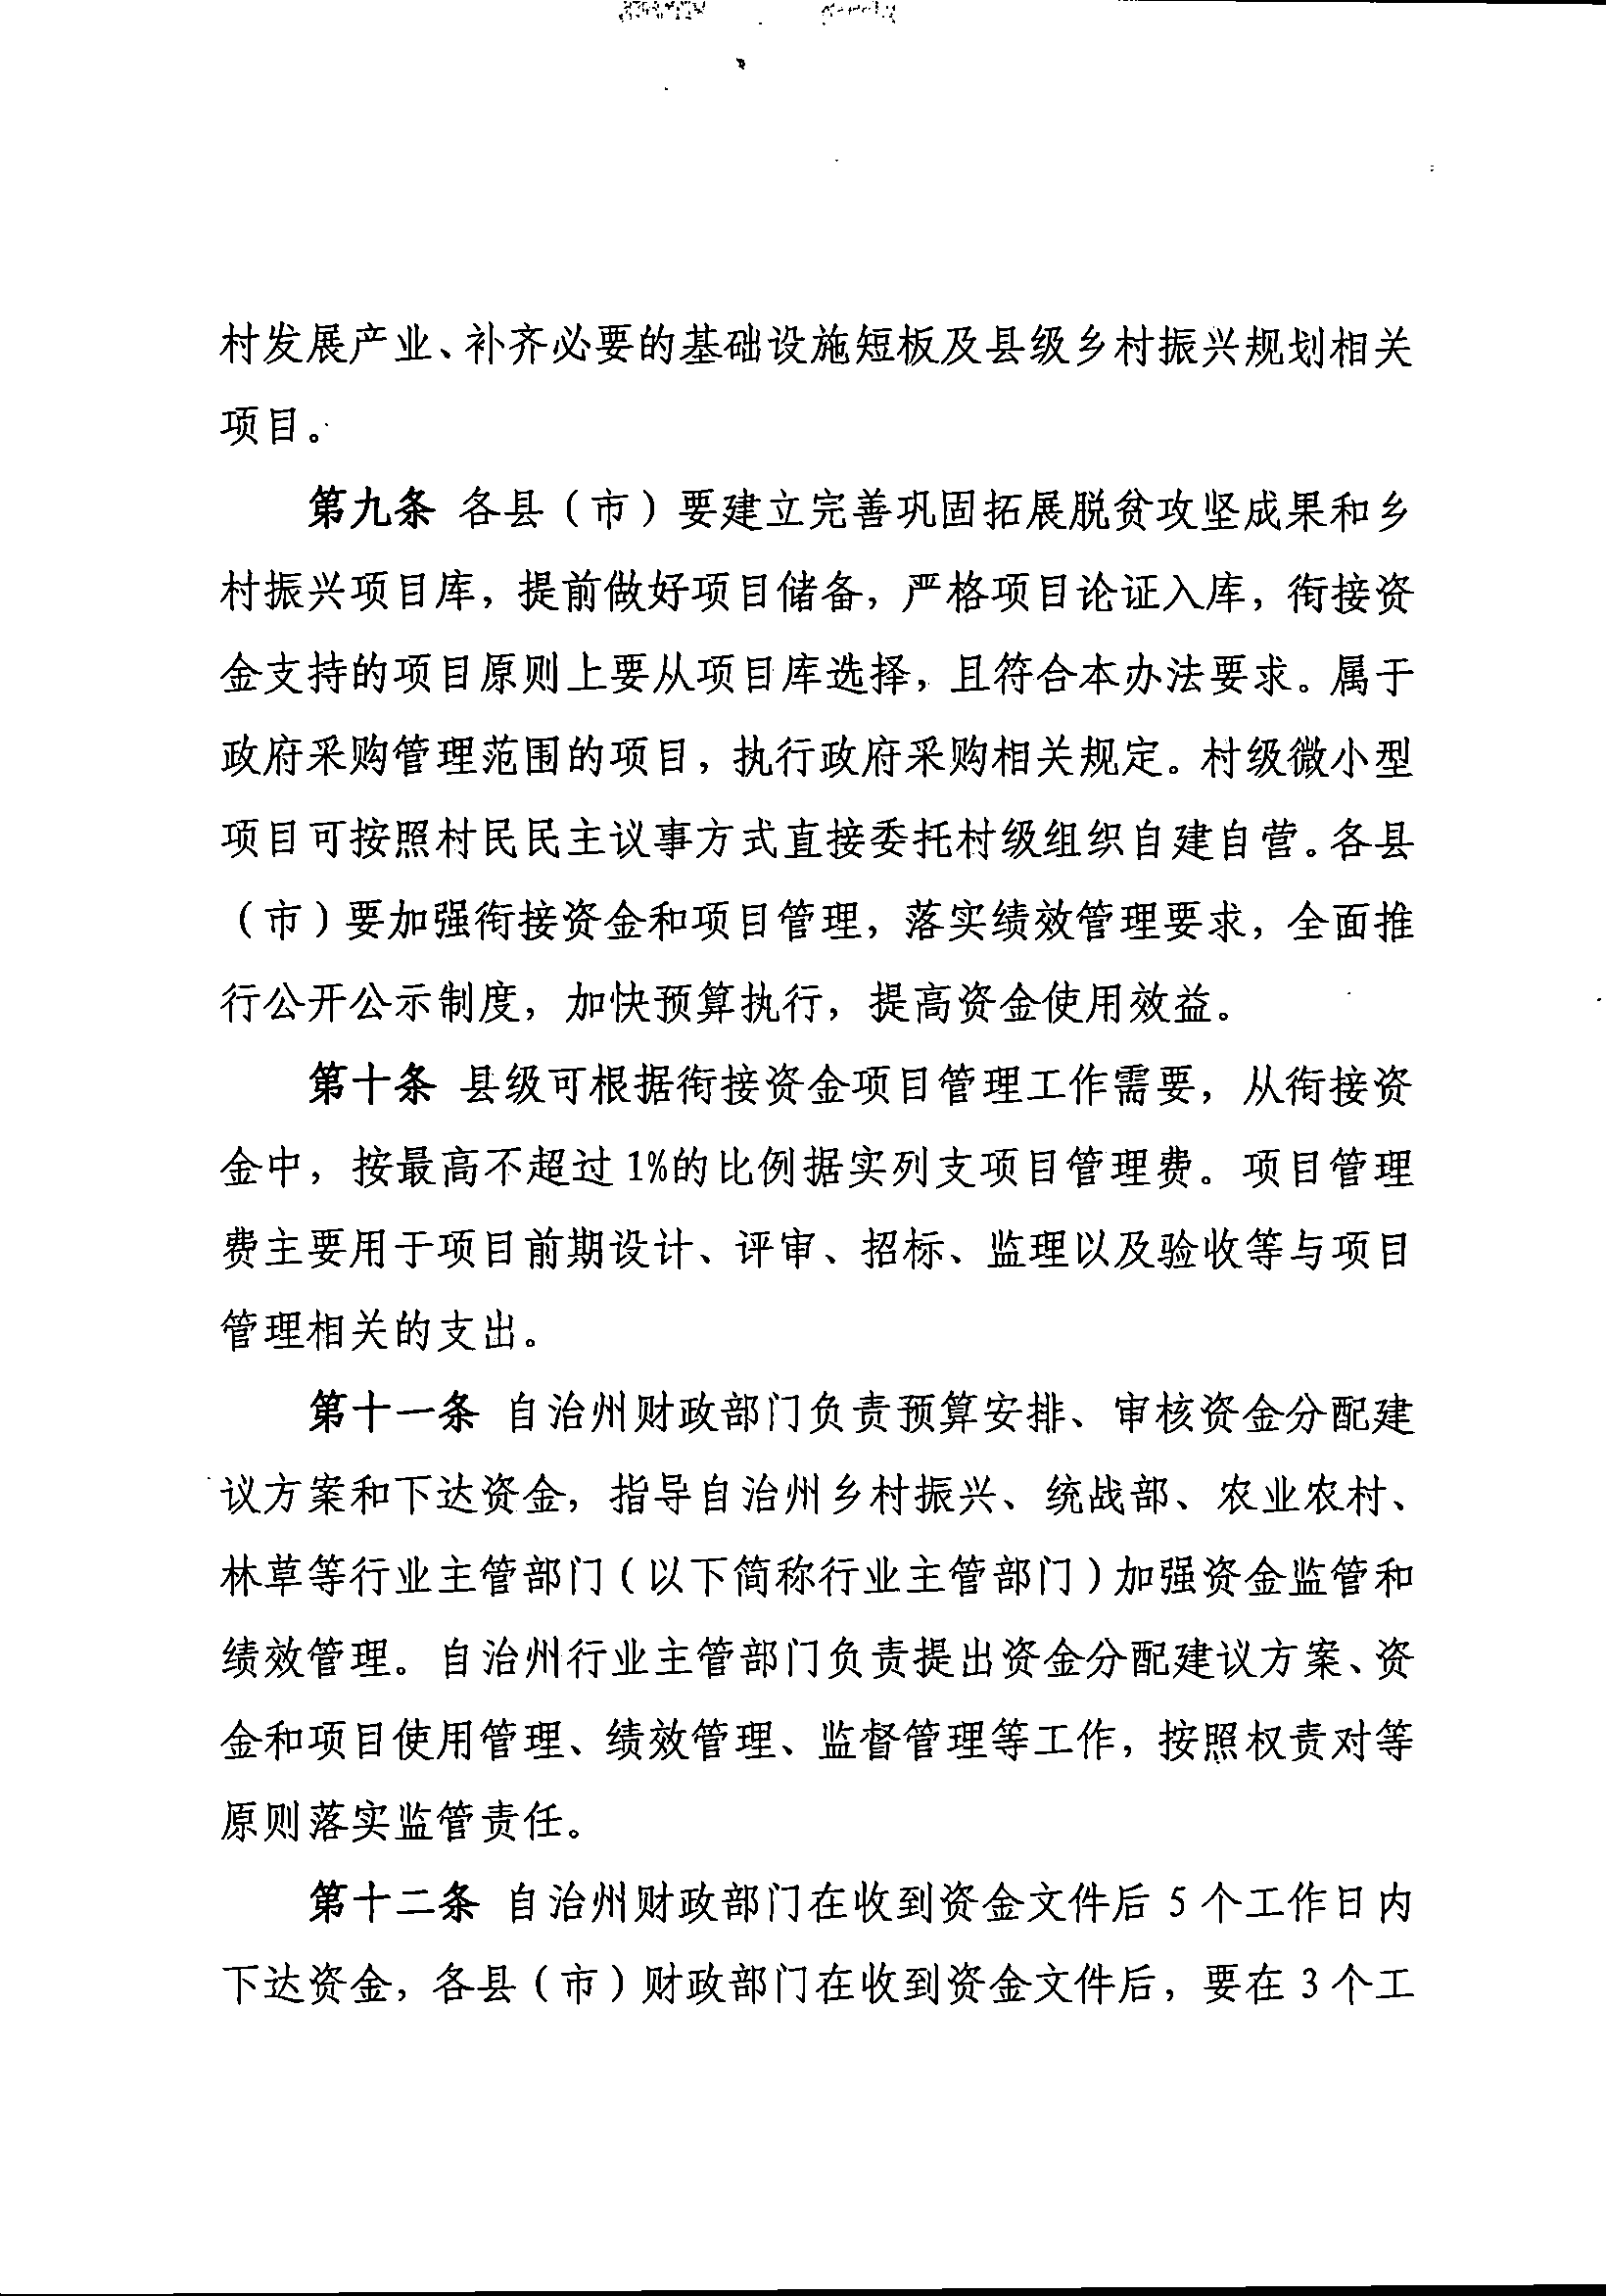 村发展产业、补齐必要的基础设施短板及县级乡村振兴规划相关
项目。
第九条 各县（市）要建立完善巩固拓展脱贫攻坚成果和乡
村振兴项目库，提前做好项目储备，严格项目论证入库，衔接资
金支持的项目原则上要从项目库选择，且符合本办法要求。属于
政府采购管理范围的项目，执行政府采购相关规定。村级微小型
项目可按照村民民主议事方式直接委托村级组织自建自营。各县
（市）要加强衔接资金和项目管理，落实绩效管理要求，全面推
行公开公示制度，加快预算执行，提高资金使用效益。
第十条 县级可根据衔接资金项目管理工作需要，从衔接资
金中，按最高不超过1%的比例据实列支项目管理费。项目管理
费主要用于项目前期设计、评审、招标、监理以及验收等与项目
管理相关的支出。
第十一条 自治州财政部门负责预算安排、审核资金分配建
议方案和下达资金，指导自治州乡村振兴、统战部、农业农村、
林草等行业主管部门（以下简称行业主管部门）加强资金监管和
绩效管理。自治州行业主管部门负责提出资金分配建议方案、资
金和项目使用管理、绩效管理、监督管理等工作，按照权责对等
原则落实监管责任。
第十二条 自治州财政部门在收到资金文件后 5 个工作日内
下达资金，各县（市）财政部门在收到资金文件后，要在 3 个工